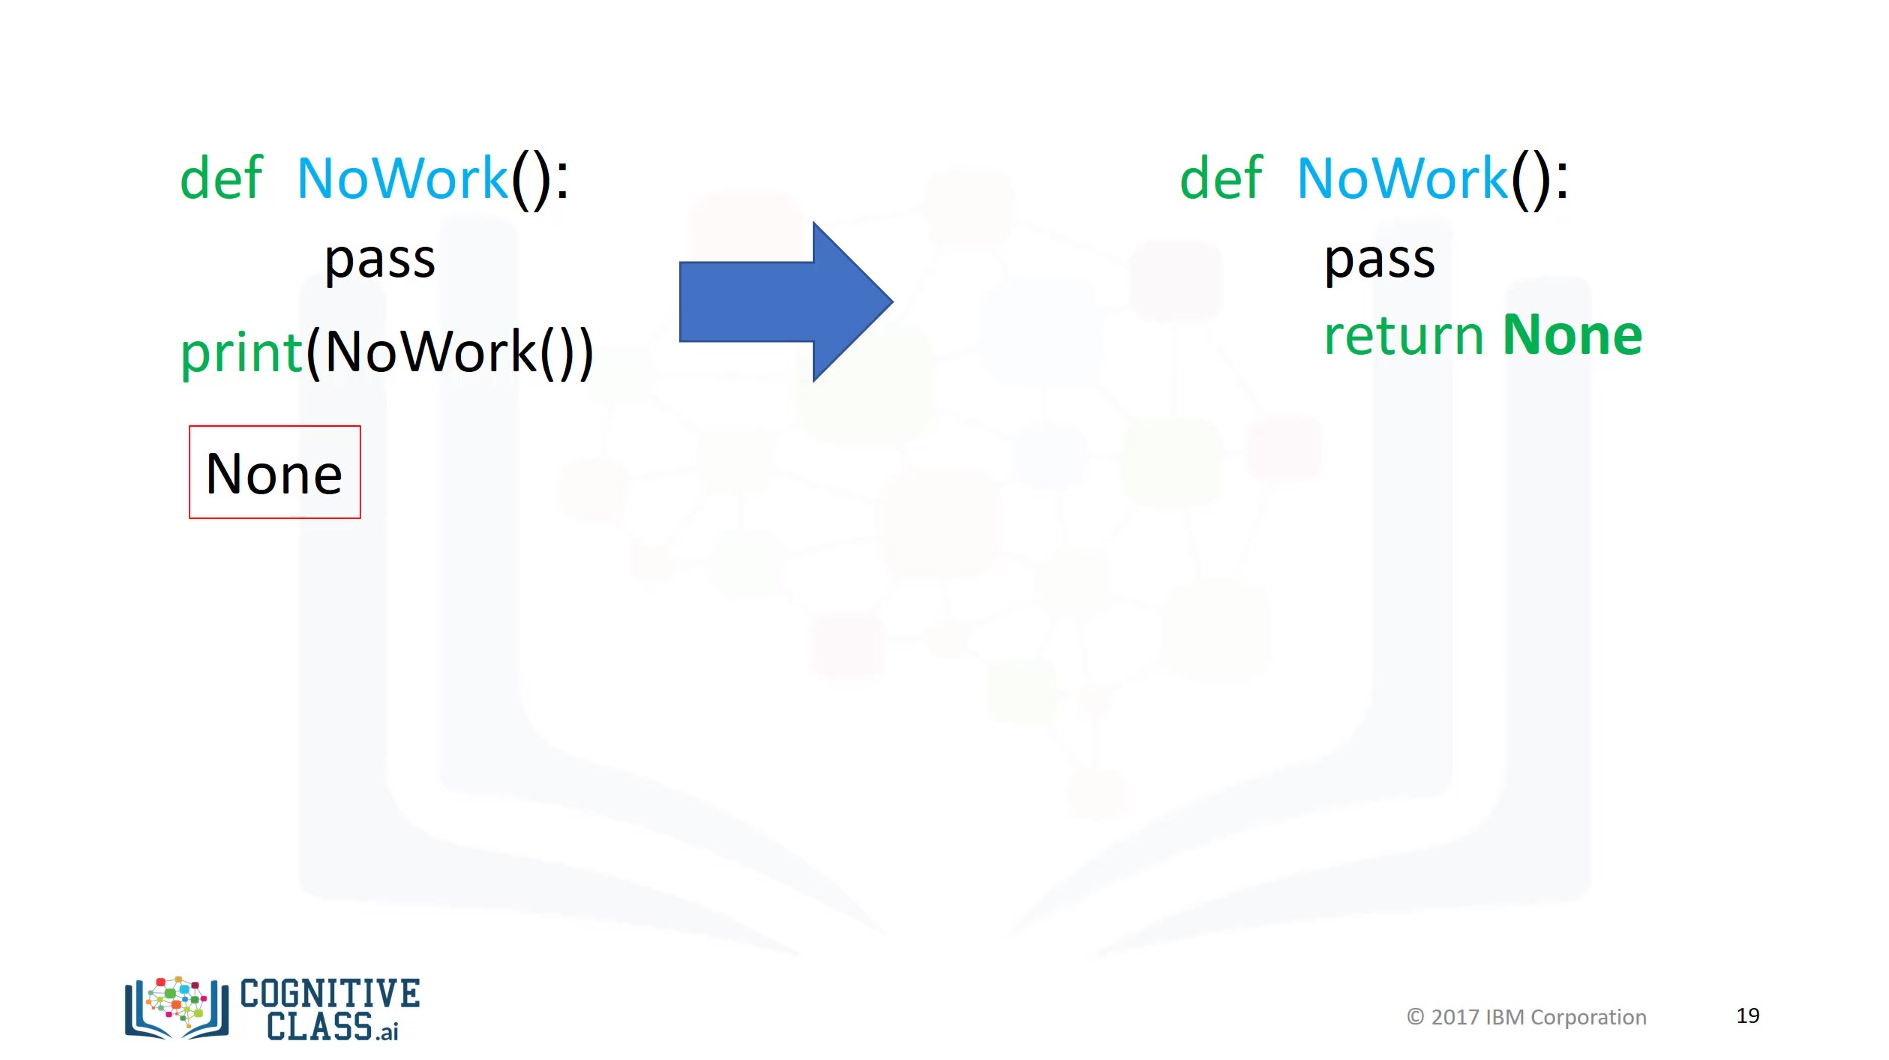 def NoWork():
pass
print(NoWork())
None
def NoWork():
pass
return None
COGNITIVE
CLASS.ai
© 2017 IBM Corporation
19